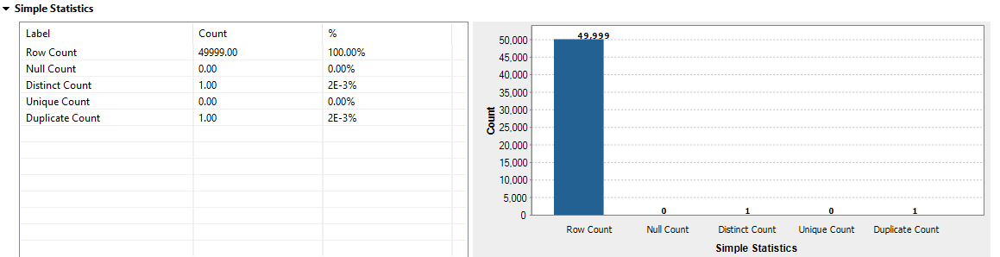 Simple Statistics
Label Count %
Row Count 49999.00 100.00%
Null Count 0.00 0.00%
Distinct Count 1.00 2E-3%
Unique Count 0.00 0.00%
Duplicate Count 1.00 2E-3%
49,999
50,000
45,000
40,000
35,000
30,000
25,000
20,000
15,000
10,000
5,000
0
Count
0 1 0 1
Row Count Null Count Distinct Count Unique Count Duplicate Count
Simple Statistics